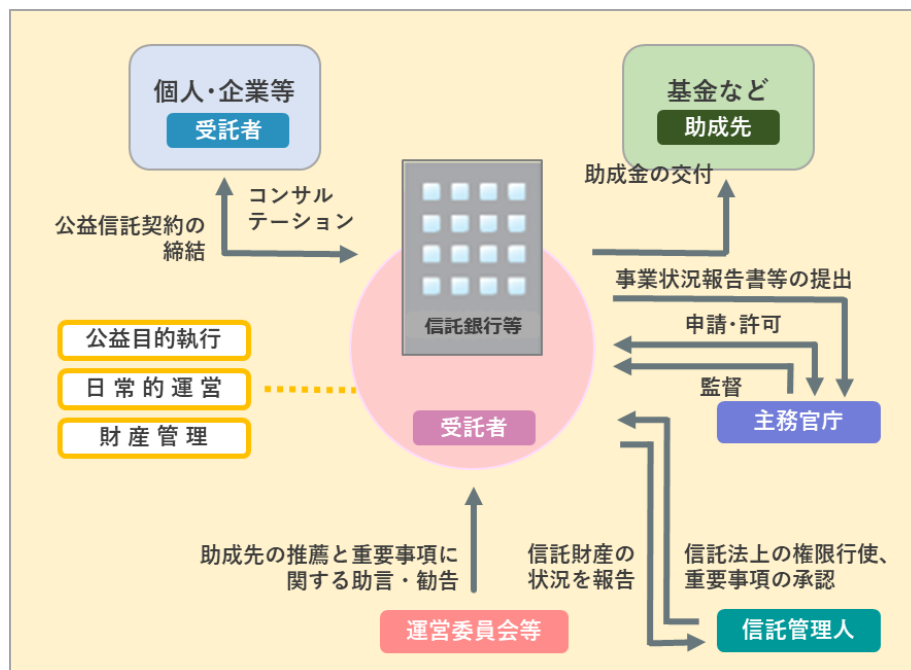 個人・企業等
受託者
基金など
助成先
コンサル
テーション
公益信託契約の
締結
助成金の交付
信託銀行等
事業状況報告書等の提出
申請・許可
監督
主務官庁
公益目的執行
日常的運営
財産管理
受託者
助成先の推薦と重要事項に
関する助言・勧告
運営委員会等
信託財産の
状況を報告
信託法上の権限行使、
重要事項の承認
信託管理人